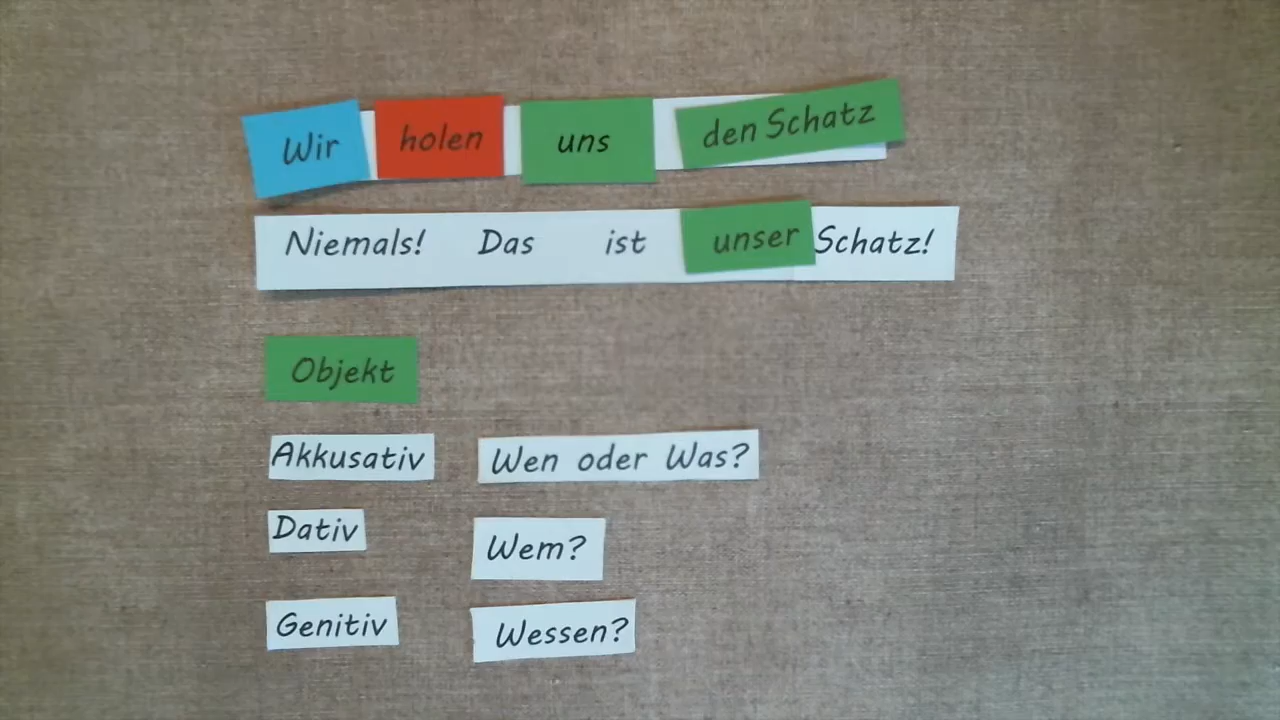 Wir holen uns den Schatz
Niemals! Das ist unser Schatz!
Objekt
Akkusativ Wen oder Was?
Dativ Wem?
Genitiv Wessen?